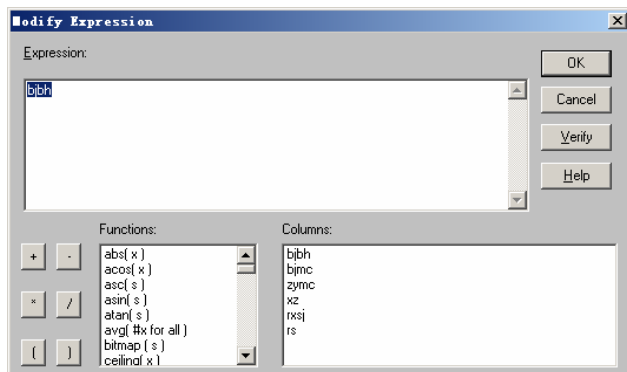 Modify Expression
Expression:
bjbh
OK
Cancel
Verify
Help
+ -
* /
( )
Functions:
abs( x )
acos( x )
asc( s )
asin( s )
atan( s )
avg( #x for all )
bitmap ( s )
ceiling( x )
Columns:
bjbh
bjmc
zymc
xz
rxsj
rs